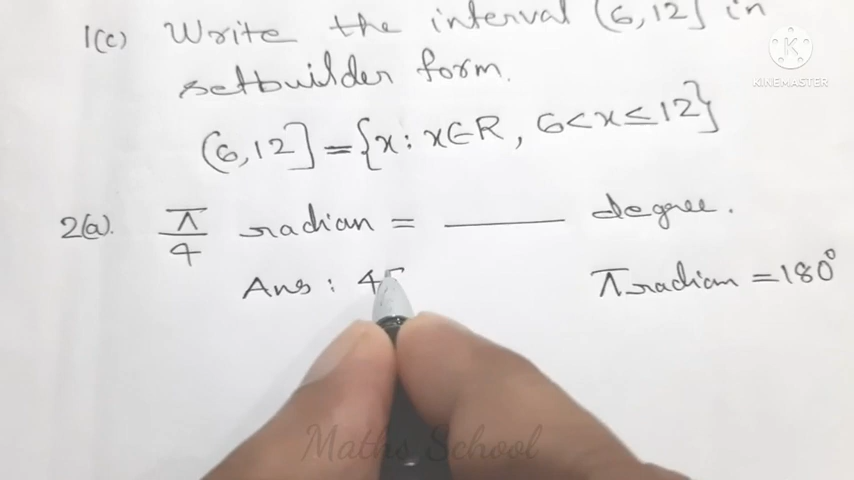 1(c) Write the interval (6,12] in
setbuilder form.
(6,12] = {x : x∈R, 6<x≤12}
2(a). π/4 radian = ______ degree.
Ans : 45
π radian = 180°
KINEMASTER
Maths School